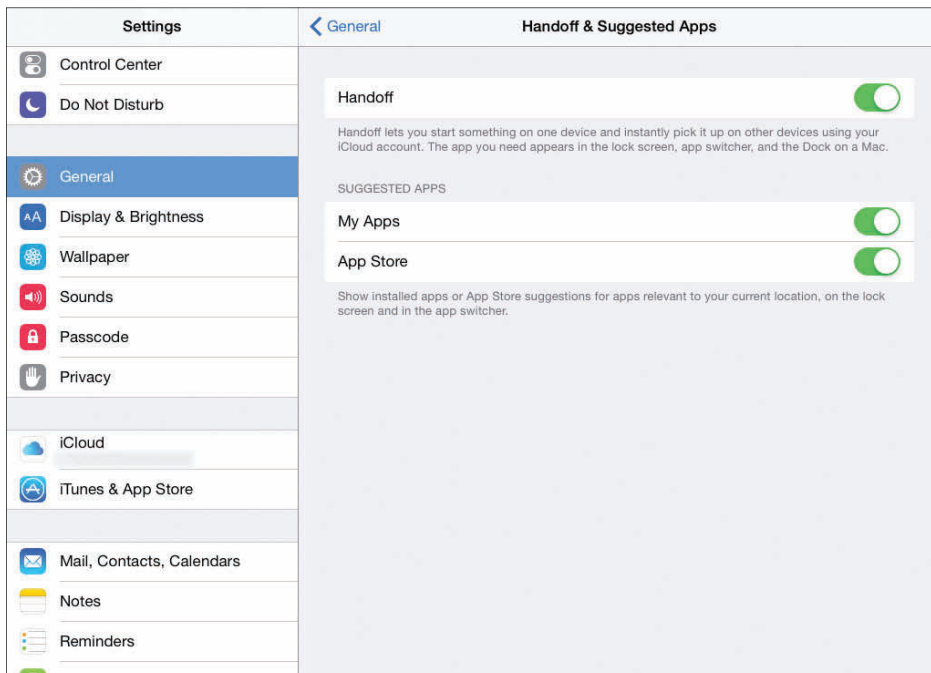 Settings
Control Center
Do Not Disturb
General
AA Display & Brightness
Wallpaper
Sounds
Passcode
Privacy
iCloud
iTunes & App Store
Mail, Contacts, Calendars
Notes
Reminders
General
Handoff & Suggested Apps
Handoff
Handoff lets you start something on one device and instantly pick it up on other devices using your
iCloud account. The app you need appears in the lock screen, app switcher, and the Dock on a Mac.
SUGGESTED APPS
My Apps
App Store
Show installed apps or App Store suggestions for apps relevant to your current location, on the lock
screen and in the app switcher.